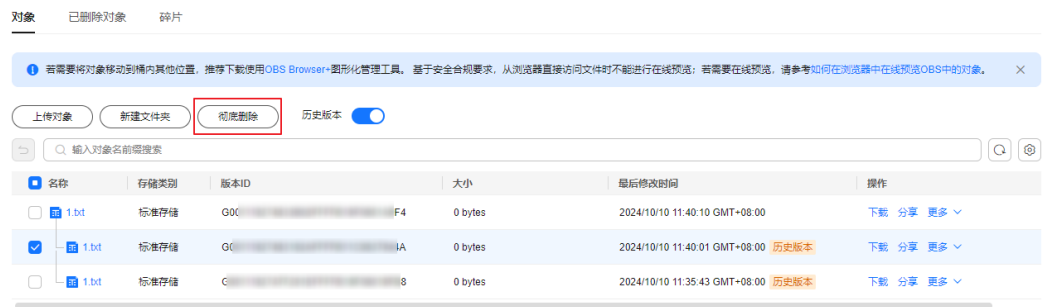 对象 已删除对象 碎片
若需要将对象移动到桶内其他位置，推荐下载使用OBS Browser+图形化管理工具。 基于安全合规要求，从浏览器直接访问文件时不能进行在线预览；若需要在线预览，请参考如何在浏览器中在线预览OBS中的对象。
上传对象 新建文件夹 彻底删除 历史版本
输入对象名前缀搜索
名称 存储类别 版本ID 大小 最后修改时间 操作
1.txt 标准存储 G00 F4 0 bytes 2024/10/10 11:40:10 GMT+08:00 下载 分享 更多
1.txt 标准存储 G0 4A 0 bytes 2024/10/10 11:40:01 GMT+08:00 历史版本 下载 分享 更多
1.txt 标准存储 G 8 0 bytes 2024/10/10 11:35:43 GMT+08:00 历史版本 下载 分享 更多